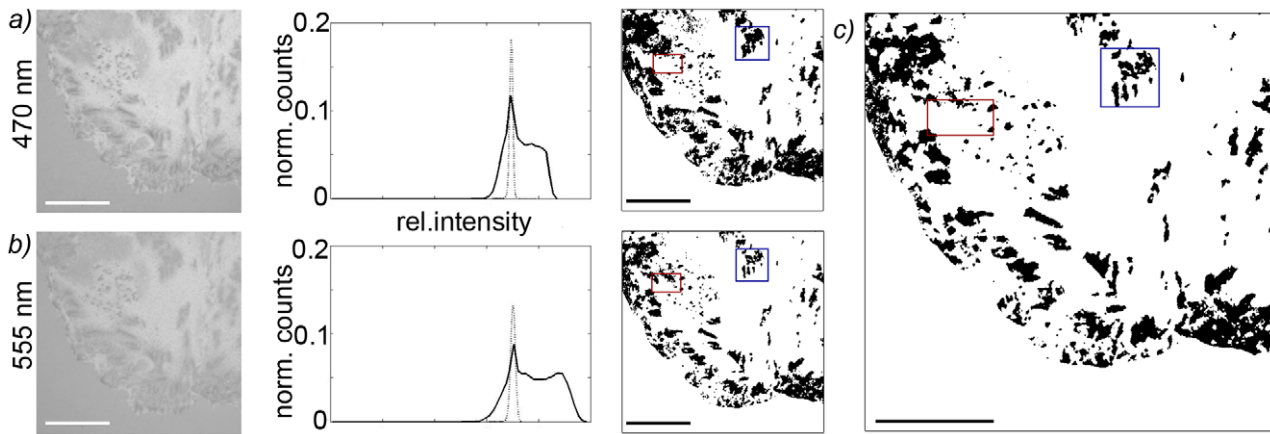 a)
470 nm
norm. counts
0.2
0.1
0
rel.intensity
b)
555 nm
norm. counts
0.2
0.1
0
c)